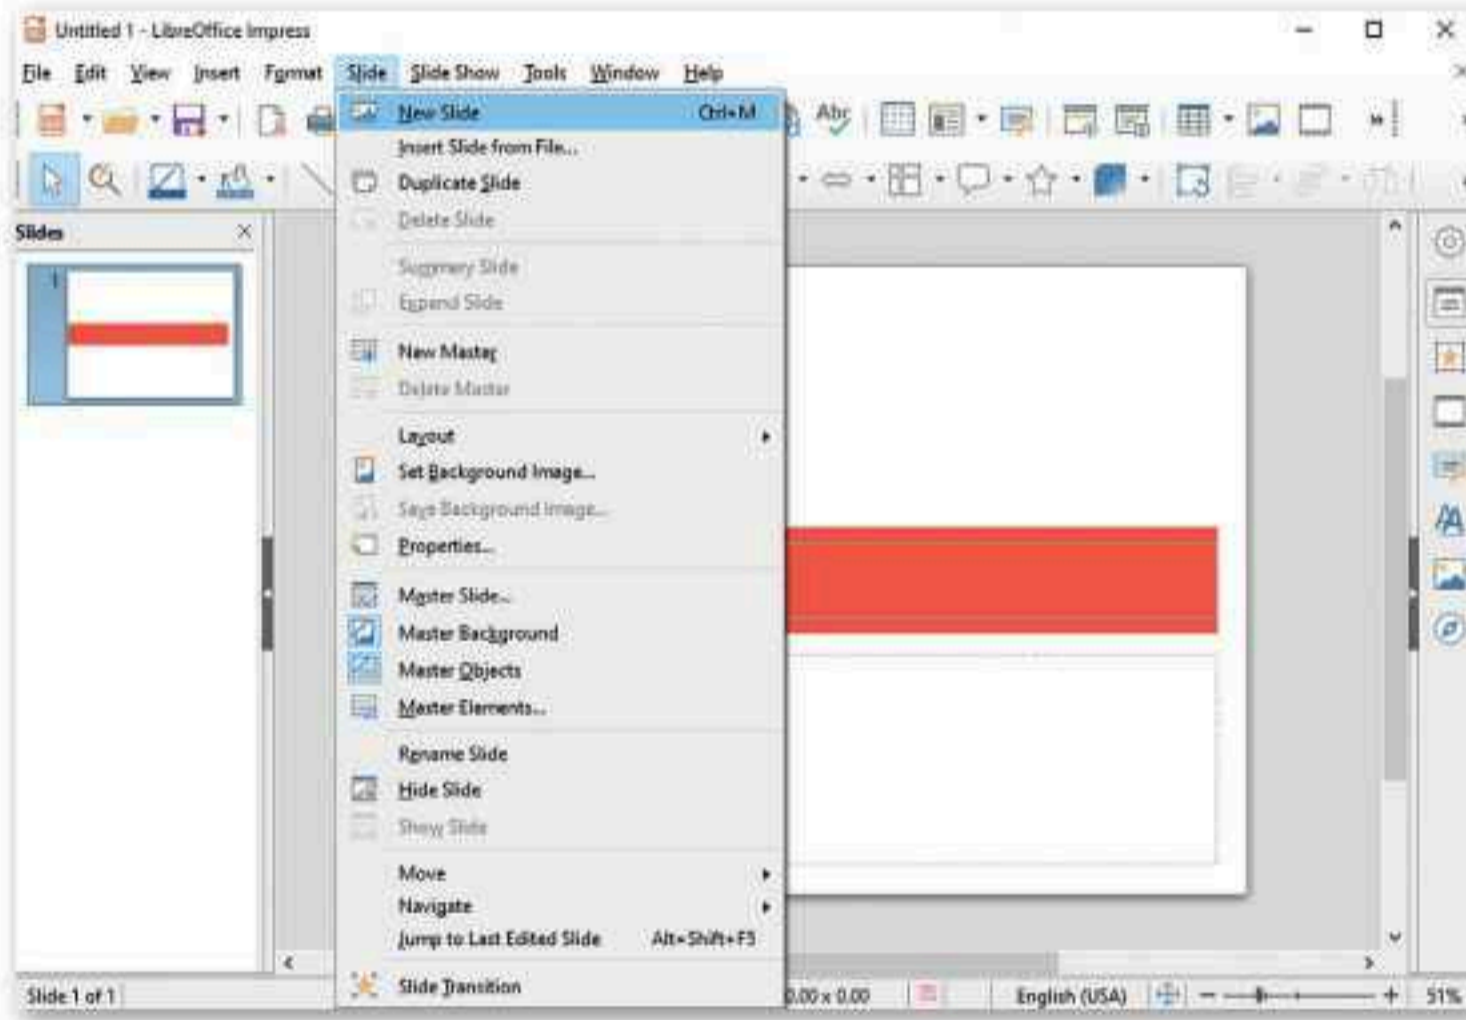 Untitled 1 - LibreOffice Impress
File Edit View Insert Format Slide Slide Show Tools Window Help
New Slide Ctrl+M
Abc
Insert Slide from File...
Duplicate Slide
Delete Slide
Slides
1
Summary Slide
Expand Slide
New Master
Delete Master
Layout
Set Background Image...
Save Background Image...
Properties...
Master Slide...
Master Background
Master Objects
Master Elements...
Rename Slide
Hide Slide
Show Slide
Move
Navigate
Jump to Last Edited Slide Alt+Shift+F5
Slide Transition
Slide 1 of 1 0.00 x 0.00 English (USA) 51%